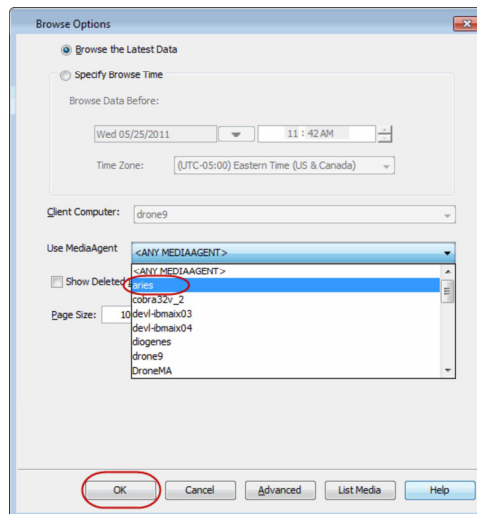 Browse Options
Browse the Latest Data
Specify Browse Time
Browse Data Before:
Wed 05/25/2011 11 : 42 AM
Time Zone: (UTC-05:00) Eastern Time (US & Canada)
Client Computer: drone9
Use MediaAgent <ANY MEDIAAGENT>
<ANY MEDIAAGENT>
Show Deleted aries
cobra32v_2
Page Size: 10 devl-ibmaix03
devl-ibmaix04
diogenes
drone9
DroneMA
OK Cancel Advanced List Media Help